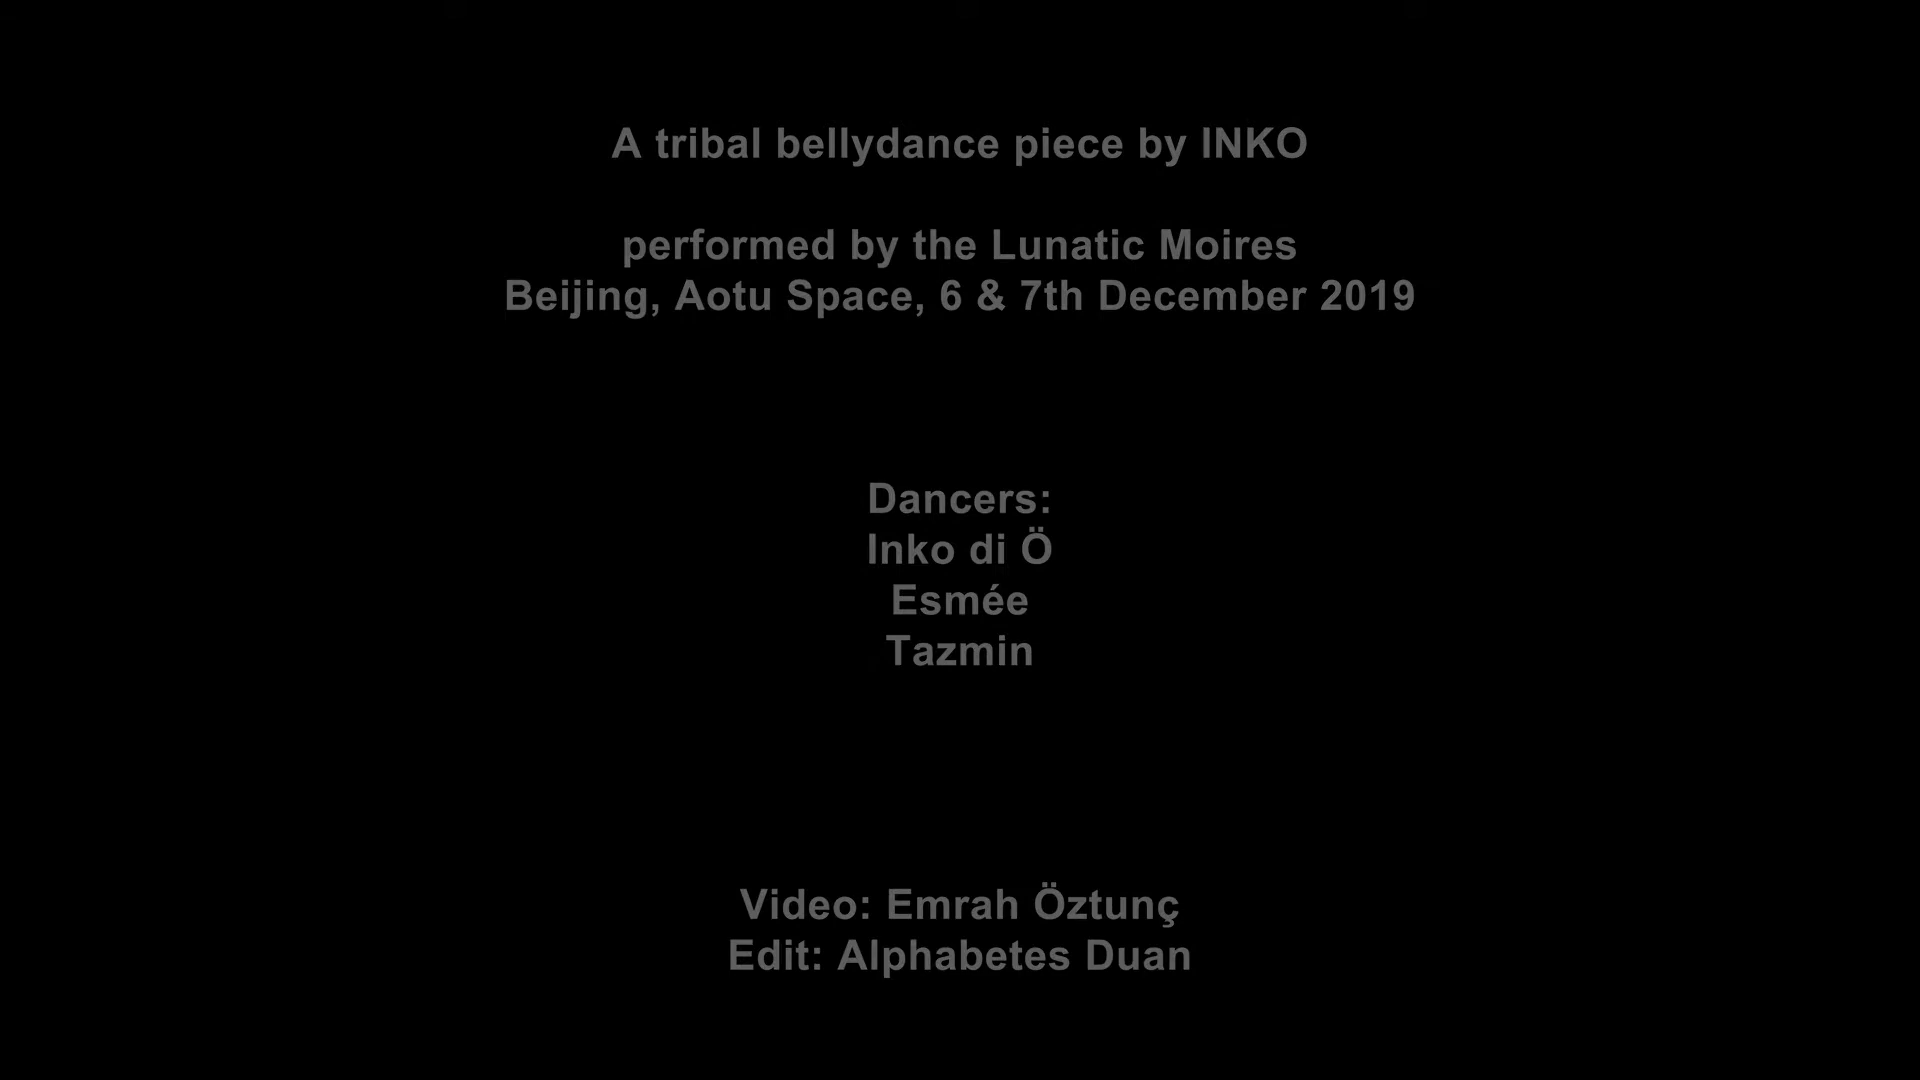 A tribal bellydance piece by INKO
performed by the Lunatic Moires
Beijing, Aotu Space, 6 & 7th December 2019
Dancers:
Inko di Ö
Esmée
Tazmin
Video: Emrah Öztunç
Edit: Alphabetes Duan